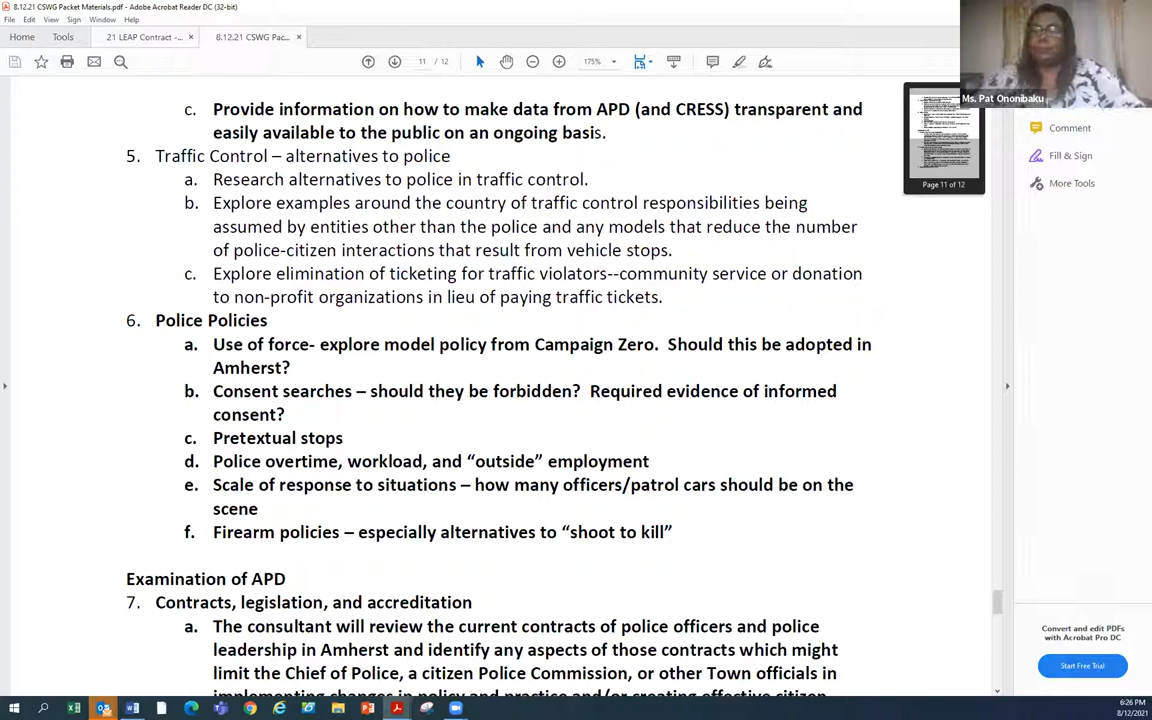 8.12.21 CSWG Packet Materials.pdf - Adobe Acrobat Reader DC (32-bit)
File Edit View Sign Window Help
Home Tools 21 LEAP Contract -... × 8.12.21 CSWG Pac... ×
11 / 12 175%
Ms. Pat Ononibaku
c. Provide information on how to make data from APD (and CRESS) transparent and
easily available to the public on an ongoing basis.
5. Traffic Control – alternatives to police
a. Research alternatives to police in traffic control.
b. Explore examples around the country of traffic control responsibilities being
assumed by entities other than the police and any models that reduce the number
of police-citizen interactions that result from vehicle stops.
c. Explore elimination of ticketing for traffic violators--community service or donation
to non-profit organizations in lieu of paying traffic tickets.
6. Police Policies
a. Use of force- explore model policy from Campaign Zero. Should this be adopted in
Amherst?
b. Consent searches – should they be forbidden? Required evidence of informed
consent?
c. Pretextual stops
d. Police overtime, workload, and “outside” employment
e. Scale of response to situations – how many officers/patrol cars should be on the
scene
f. Firearm policies – especially alternatives to “shoot to kill”
Examination of APD
7. Contracts, legislation, and accreditation
a. The consultant will review the current contracts of police officers and police
leadership in Amherst and identify any aspects of those contracts which might
limit the Chief of Police, a citizen Police Commission, or other Town officials in
implementing changes in policy and practice and/or creating effective citizen
Page 11 of 12
Comment
Fill & Sign
More Tools
Convert and edit PDFs
with Acrobat Pro DC
Start Free Trial
6:26 PM
8/12/2021